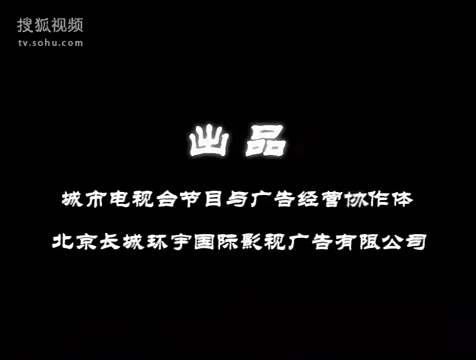 搜狐视频
tv.sohu.com
出品
城市电视台节目与广告经营协作体
北京长城环宇国际影视广告有限公司